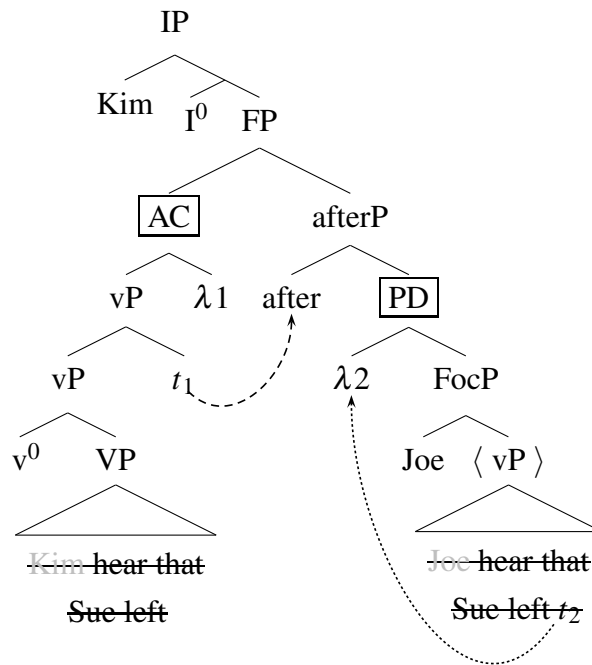 IP
Kim I⁰ FP
AC afterP
vP λ1 after PD
vP t₁ λ2 FocP
v⁰ VP Joe ⟨ vP ⟩
Kim hear that Joe hear that
Sue left Sue left t₂